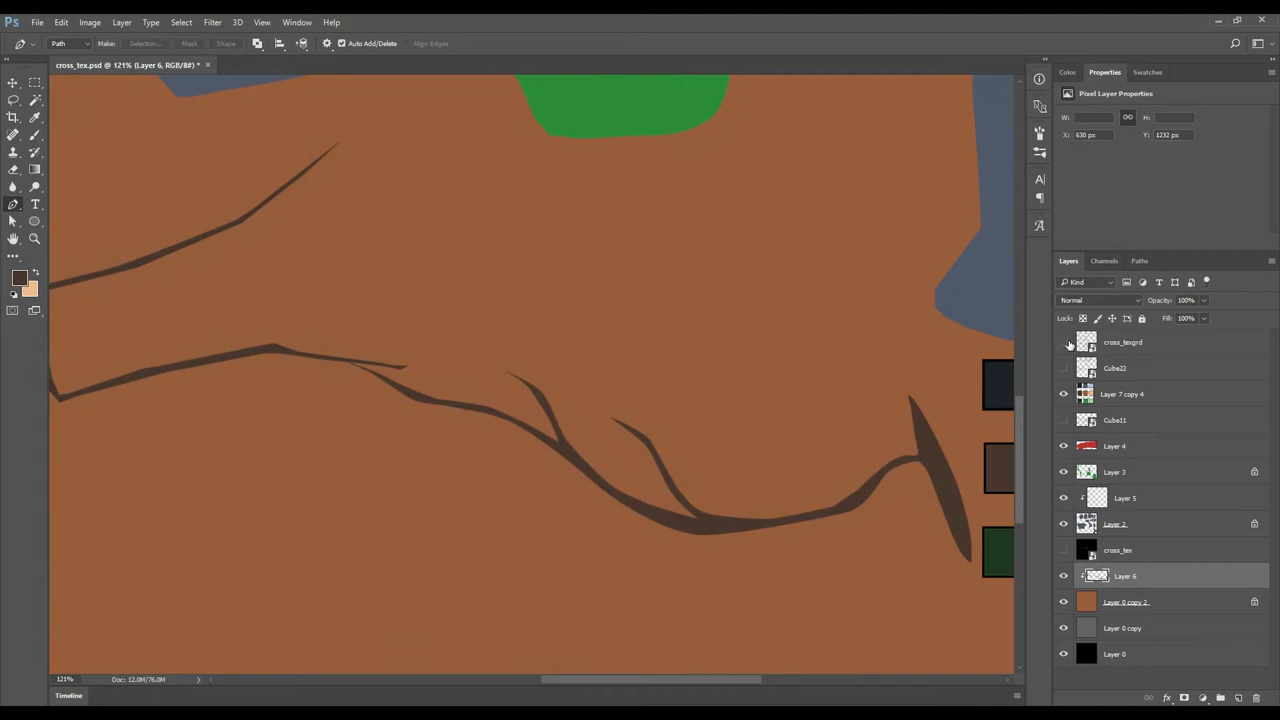 Ps File Edit Image Layer Type Select Filter 3D View Window Help
Path Make: Selection... Mask Shape Auto Add/Delete Align Edges
cross_tex.psd @ 121% (Layer 6, RGB/8#) * ×
Color Properties Swatches
Pixel Layer Properties
W: H:
X: 630 px Y: 1232 px
Layers Channels Paths
Kind
Normal Opacity: 100%
Lock: Fill: 100%
cross_texgrd
Cube22
Layer 7 copy 4
Cube11
Layer 4
Layer 3
Layer 5
Layer 2
cross_tex
Layer 6
Layer 0 copy 2
Layer 0 copy
Layer 0
121% Doc: 12.0M/76.0M
Timeline